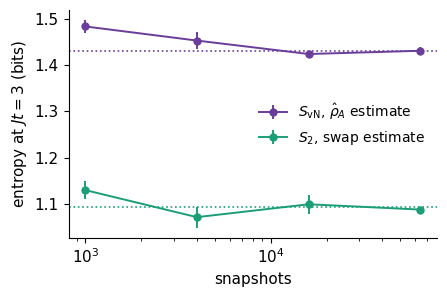 1.5
1.4
1.3
1.2
1.1
entropy at Jt = 3 (bits)
S_vN, ρ̂_A estimate
S_2, swap estimate
10^3
10^4
snapshots